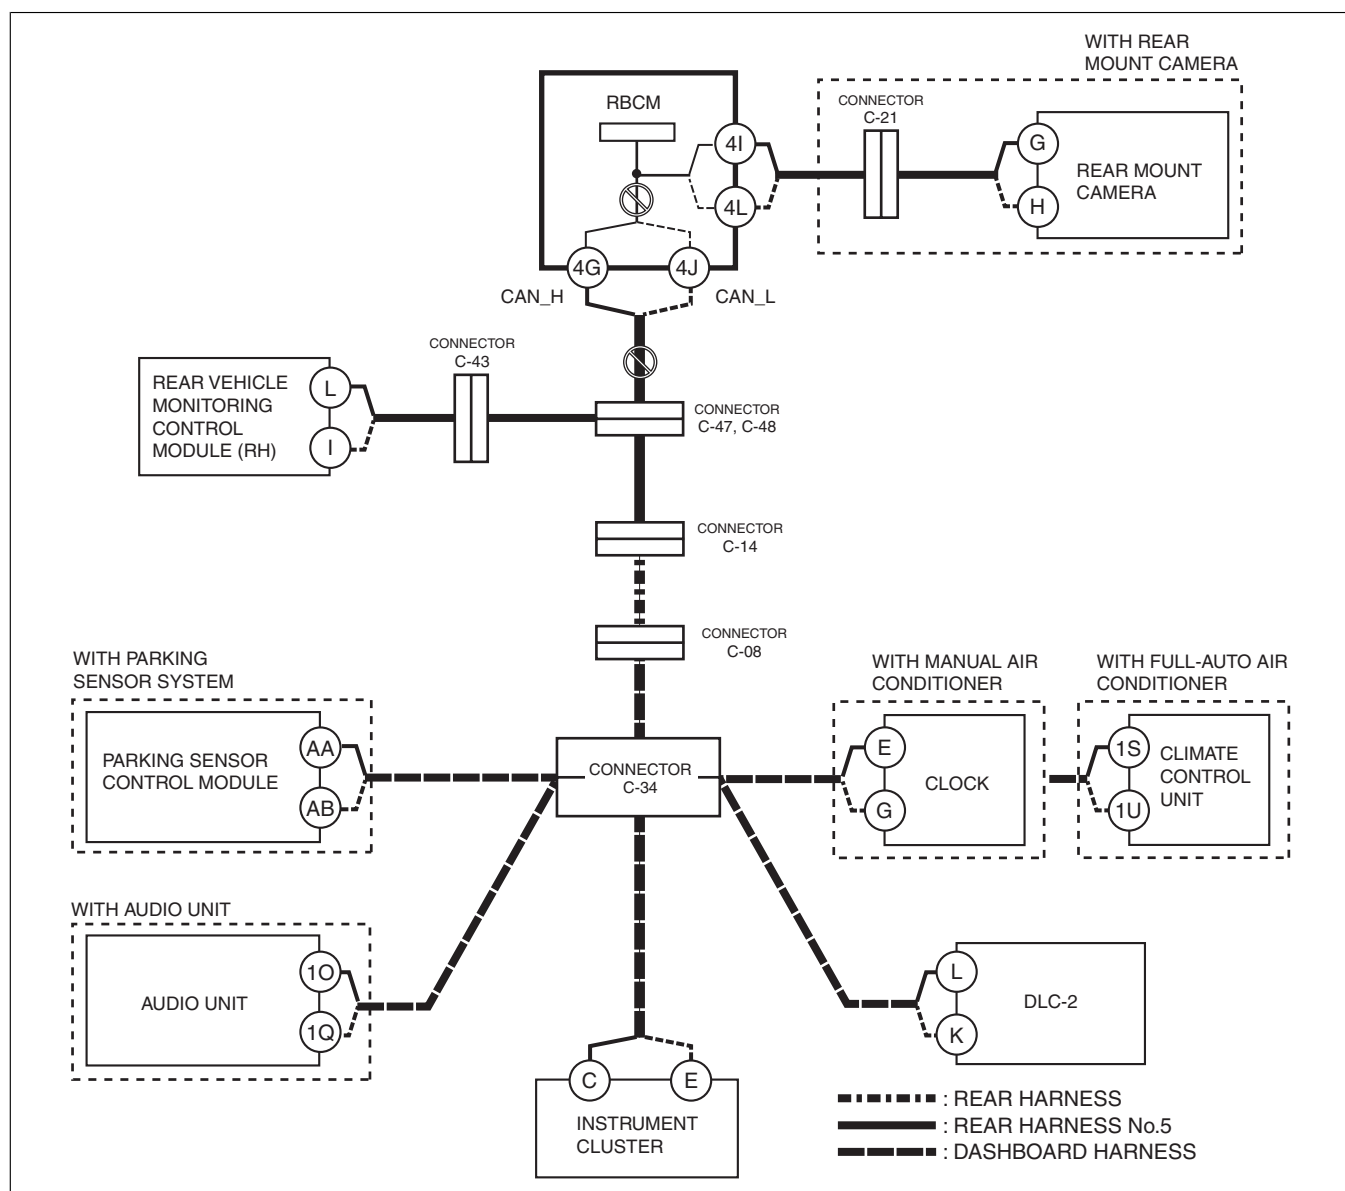 WITH REAR
MOUNT CAMERA
RBCM
CONNECTOR
C-21
4I
G
REAR MOUNT
CAMERA
4L
H
4G
4J
CAN_H
CAN_L
CONNECTOR
C-43
REAR VEHICLE
MONITORING
CONTROL
MODULE (RH)
L
I
CONNECTOR
C-47, C-48
CONNECTOR
C-14
CONNECTOR
C-08
WITH PARKING
SENSOR SYSTEM
WITH MANUAL AIR
CONDITIONER
WITH FULL-AUTO AIR
CONDITIONER
PARKING SENSOR
CONTROL MODULE
AA
AB
CONNECTOR
C-34
E
G
CLOCK
1S
1U
CLIMATE
CONTROL
UNIT
WITH AUDIO UNIT
AUDIO UNIT
1O
1Q
L
K
DLC-2
C
E
INSTRUMENT
CLUSTER
: REAR HARNESS
: REAR HARNESS No.5
: DASHBOARD HARNESS